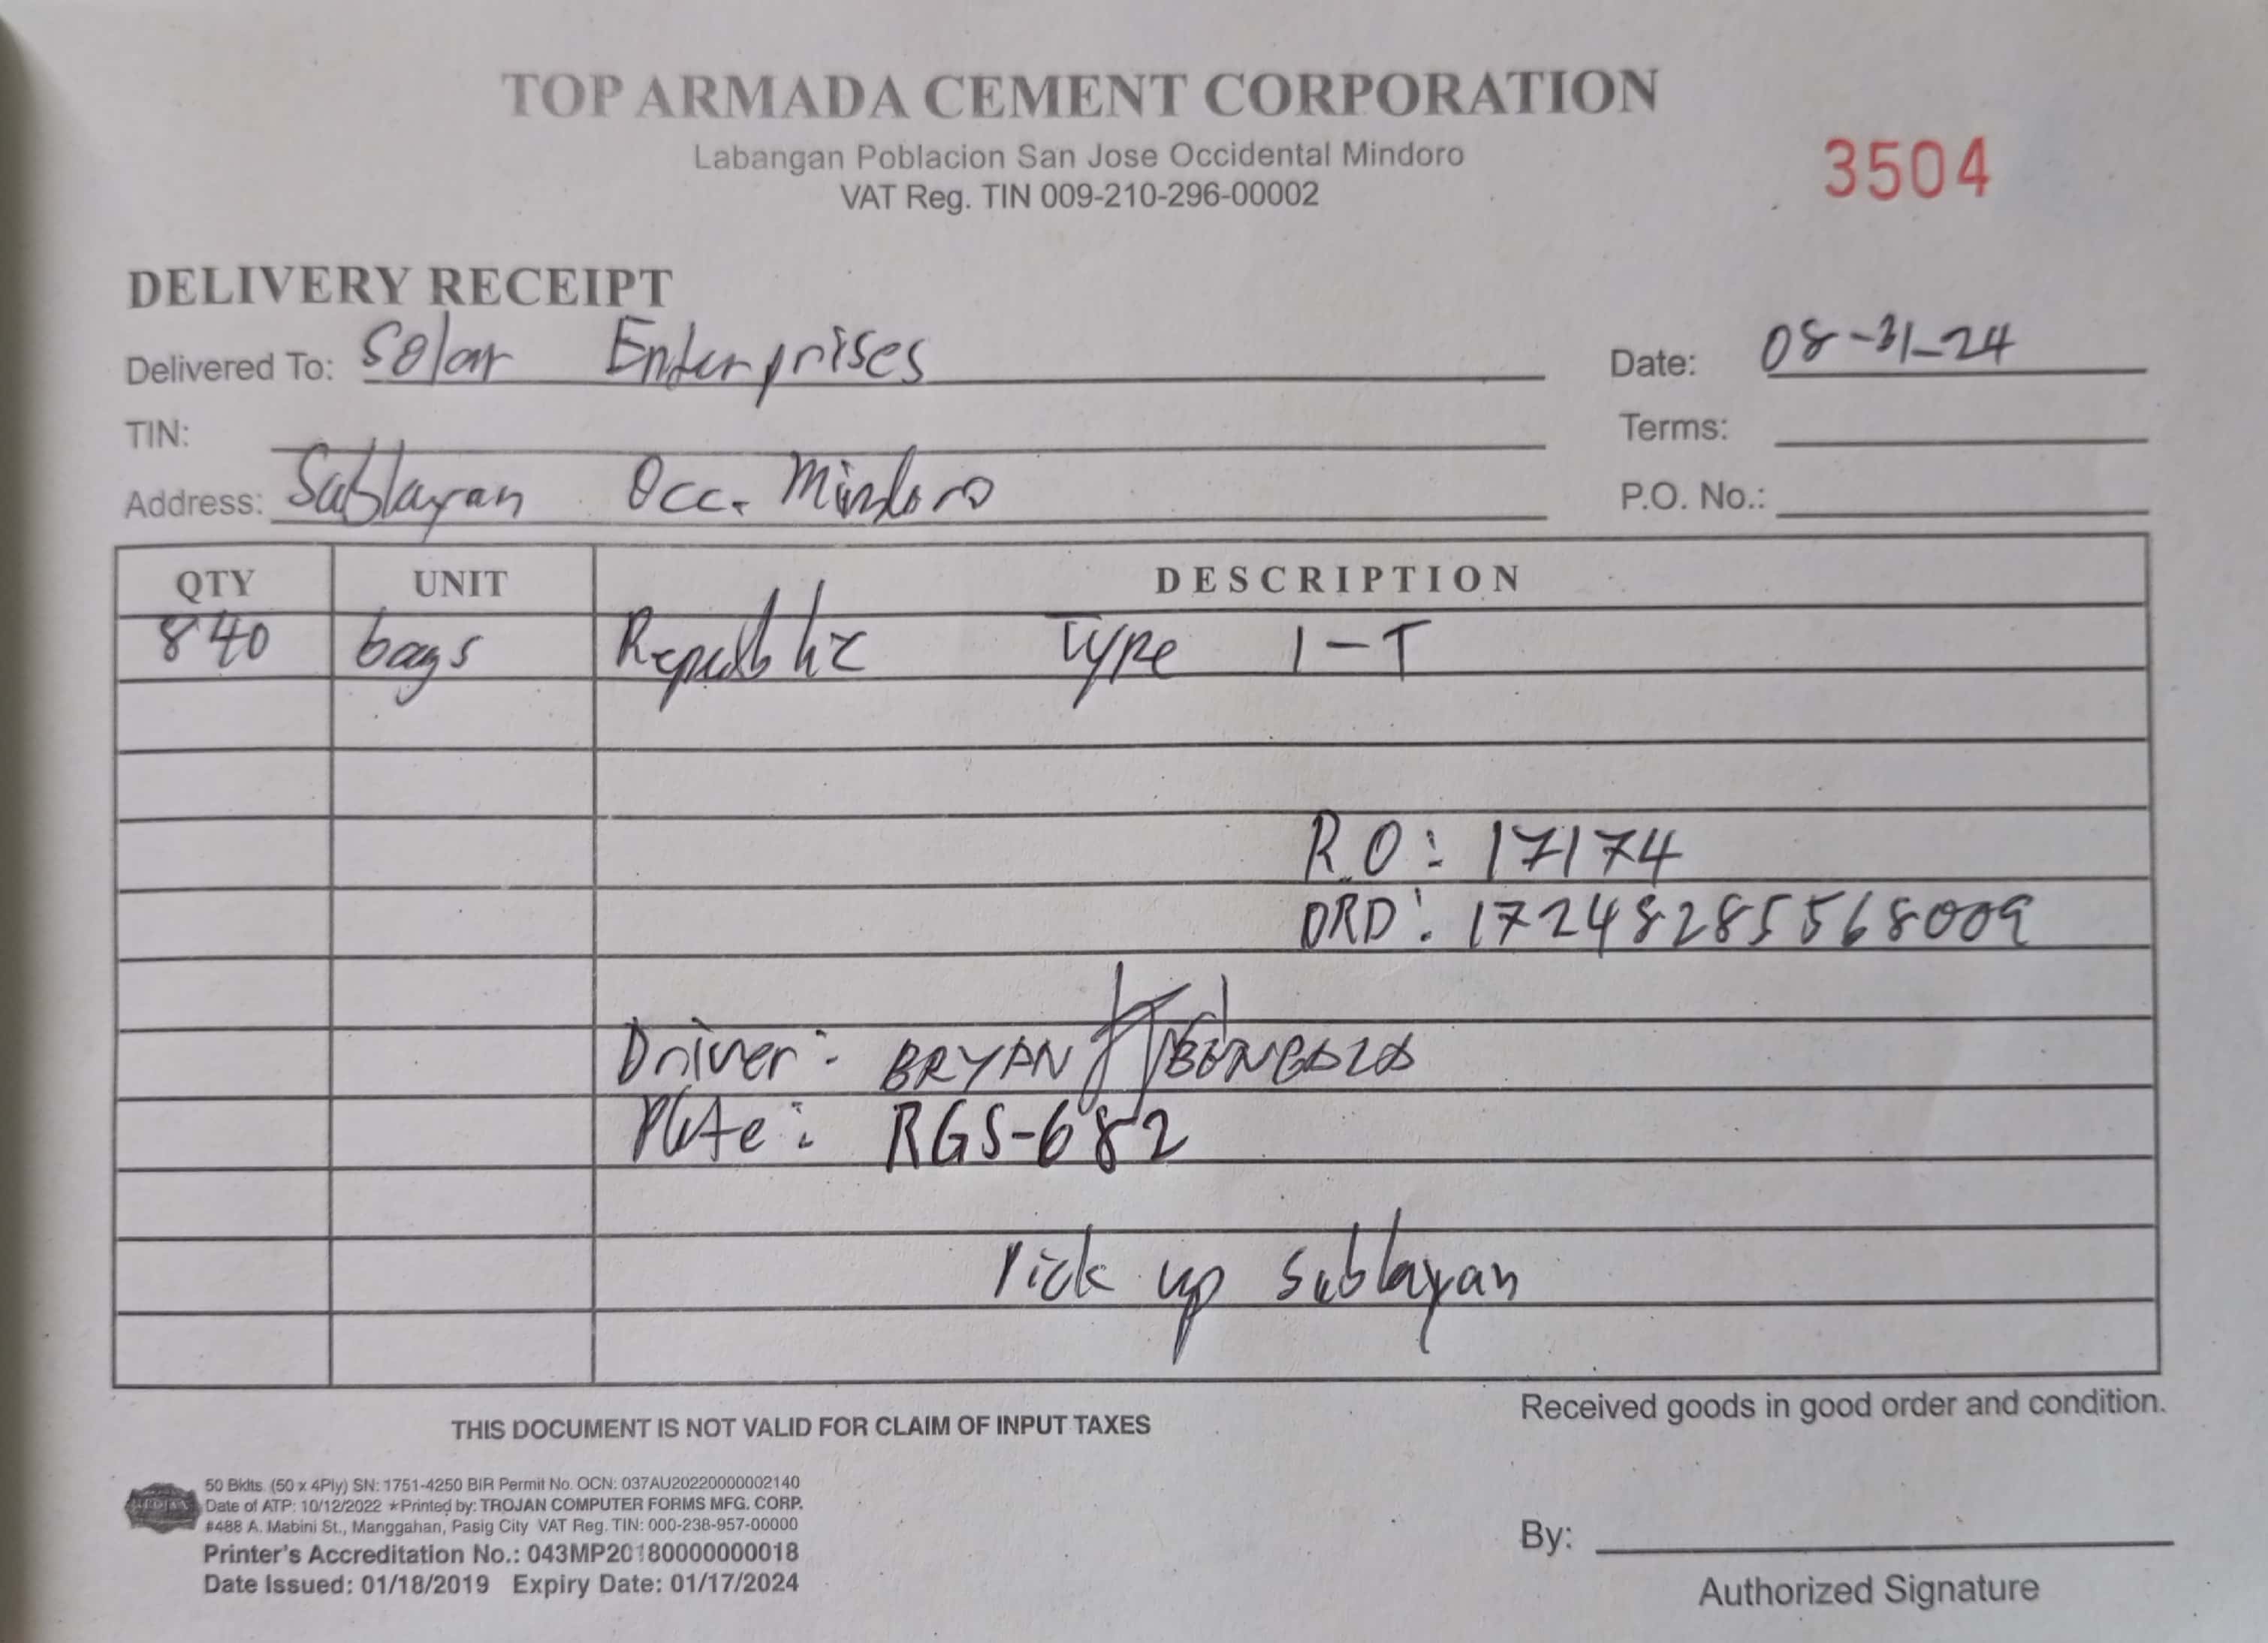 TOP ARMADA CEMENT CORPORATION
Labangan Poblacion San Jose Occidental Mindoro
VAT Reg. TIN 009-210-296-00002
3504
DELIVERY RECEIPT
Delivered To: Solar Enterprises
Date: 08-31-24
TIN:
Terms:
Address: Sablayan Occ. Mindoro
P.O. No.:
QTY UNIT DESCRIPTION
840 bags Republic Type 1-T
R.O: 17174
ORD: 17248285568009
Driver: BRYAN
Plate: RGS-682
Pick up Sablayan
Received goods in good order and condition.
THIS DOCUMENT IS NOT VALID FOR CLAIM OF INPUT TAXES
50 Bklts. (50 x 4Ply) SN: 1751-4250 BIR Permit No. OCN: 037AU20220000002140
Date of ATP: 10/12/2022 *Printed by: TROJAN COMPUTER FORMS MFG. CORP.
#488 A. Mabini St., Manggahan, Pasig City VAT Reg. TIN: 000-238-957-00000
Printer's Accreditation No.: 043MP20180000000018
Date Issued: 01/18/2019 Expiry Date: 01/17/2024
By:
Authorized Signature